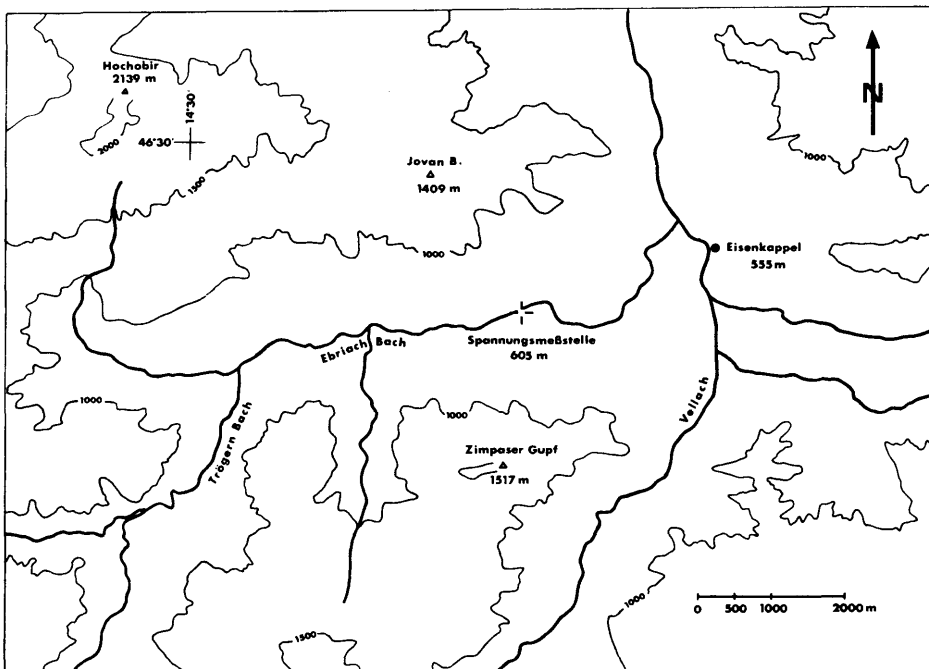 Hochobir
2139 m
2000
14°30'
46°30'
1500
N
1000
Jovan B.
1409 m
1000
Eisenkappel
555 m
Spannungsmeßstelle
605 m
Ebriach Bach
Trögern Bach
Vellach
1000
1000
Zimpaser Gupf
1517 m
1000
1500
0 500 1000 2000 m